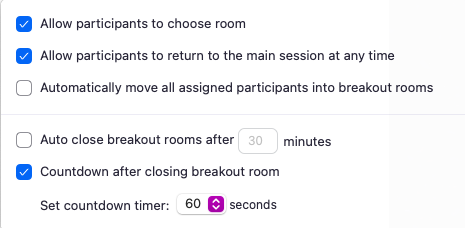 Allow participants to choose room
Allow participants to return to the main session at any time
Automatically move all assigned participants into breakout rooms
Auto close breakout rooms after 30 minutes
Countdown after closing breakout room
Set countdown timer: 60 seconds